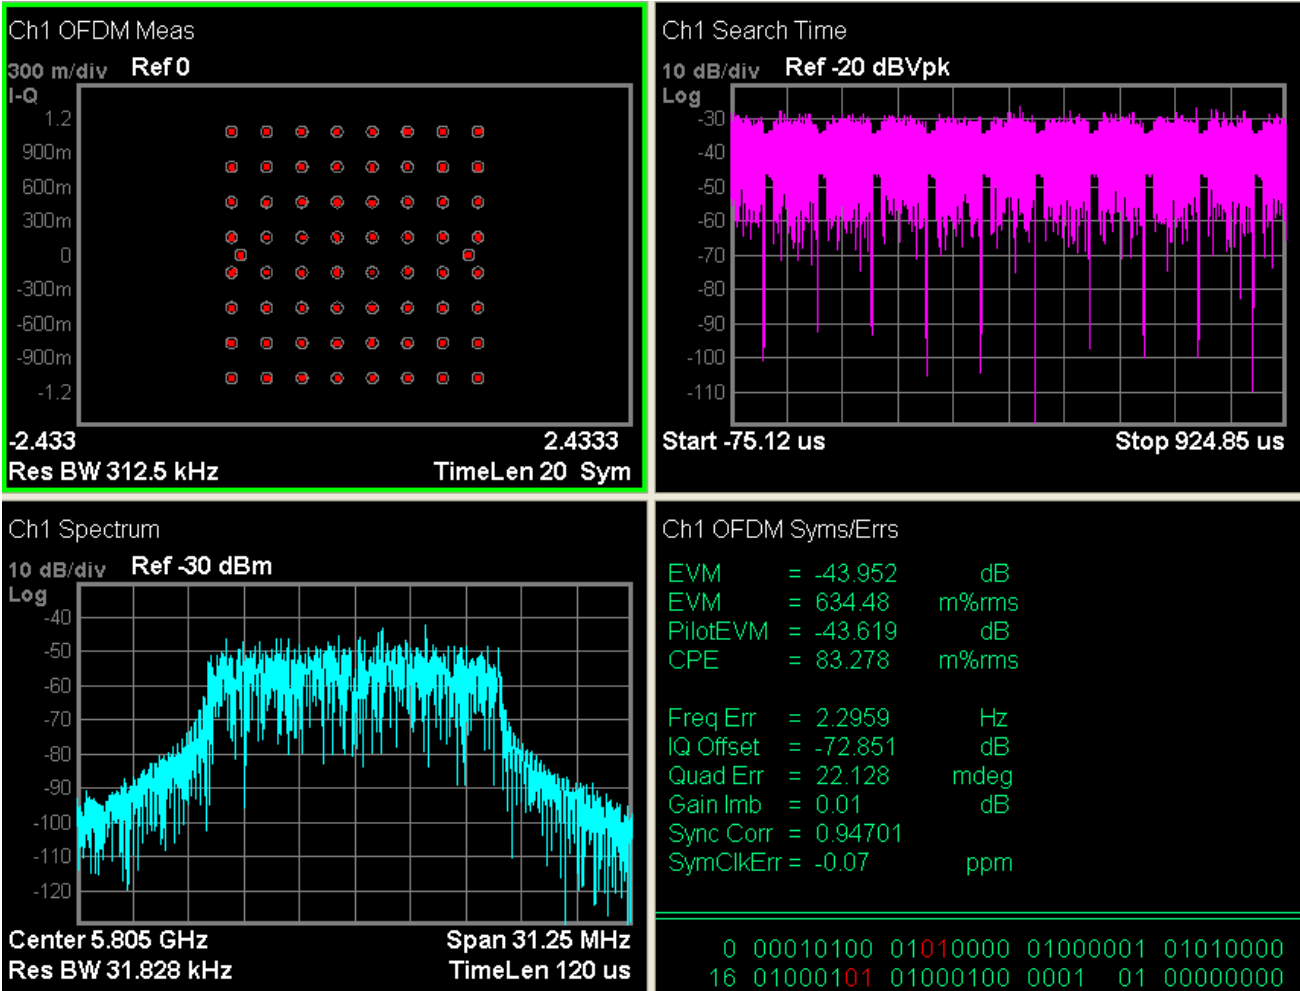 Ch1 OFDM Meas
300 m/div Ref 0
I-Q
1.2
900m
600m
300m
0
-300m
-600m
-900m
-1.2
-2.433 2.4333
Res BW 312.5 kHz TimeLen 20 Sym
Ch1 Search Time
10 dB/div Ref -20 dBVpk
Log
-30
-40
-50
-60
-70
-80
-90
-100
-110
Start -75.12 us Stop 924.85 us
Ch1 Spectrum
10 dB/div Ref -30 dBm
Log
-40
-50
-60
-70
-80
-90
-100
-110
-120
Center 5.805 GHz Span 31.25 MHz
Res BW 31.828 kHz TimeLen 120 us
Ch1 OFDM Syms/Errs
EVM = -43.952 dB
EVM = 634.48 m%rms
PilotEVM = -43.619 dB
CPE = 83.278 m%rms
Freq Err = 2.2959 Hz
IQ Offset = -72.851 dB
Quad Err = 22.128 mdeg
Gain Imb = 0.01 dB
Sync Corr = 0.94701
SymClkErr = -0.07 ppm
0 00010100 01010000 01000001 01010000
16 01000101 01000100 0001 01 00000000